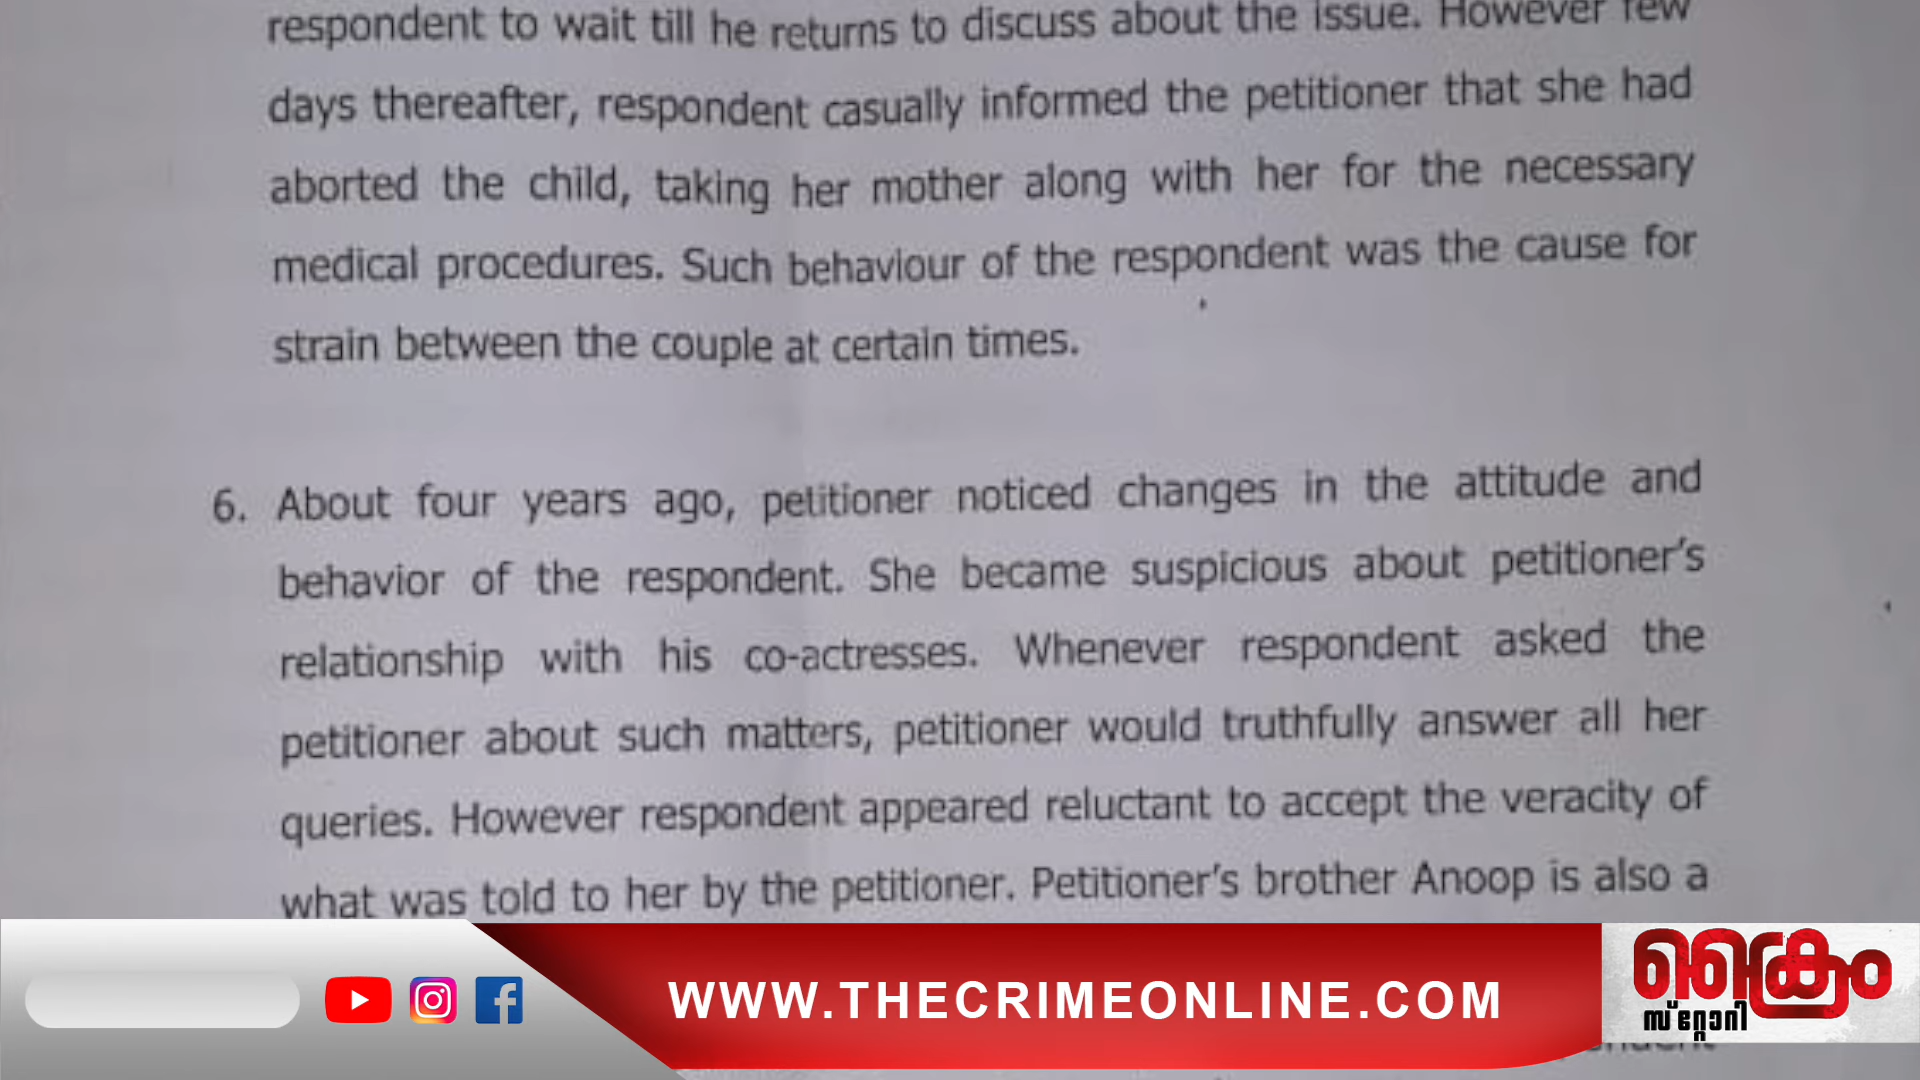 respondent to wait till he returns to discuss about the issue. However few
days thereafter, respondent casually informed the petitioner that she had
aborted the child, taking her mother along with her for the necessary
medical procedures. Such behaviour of the respondent was the cause for
strain between the couple at certain times.
6. About four years ago, petitioner noticed changes in the attitude and
behavior of the respondent. She became suspicious about petitioner's
relationship with his co-actresses. Whenever respondent asked the
petitioner about such matters, petitioner would truthfully answer all her
queries. However respondent appeared reluctant to accept the veracity of
what was told to her by the petitioner. Petitioner's brother Anoop is also a
WWW.THECRIMEONLINE.COM
ക്രൈം
സ്റ്റോറി